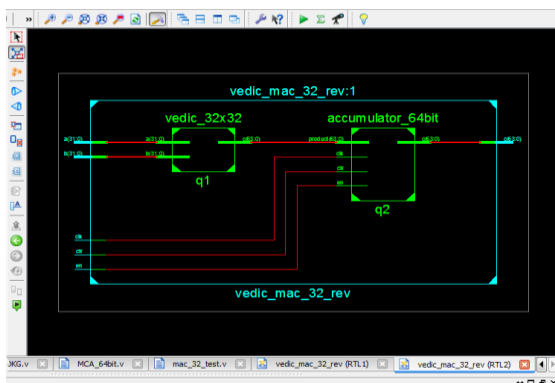 vedic_mac_32_rev:1
vedic_32x32
accumulator_64bit
a(31:0)
a(31:0)
q(63:0)
product(63:0)
q(63:0)
q(63:0)
b(31:0)
b(31:0)
clk
clr
en
q1
q2
clk
clr
en
vedic_mac_32_rev
MCA_64bit.v
mac_32_test.v
vedic_mac_32_rev (RTL1)
vedic_mac_32_rev (RTL2)